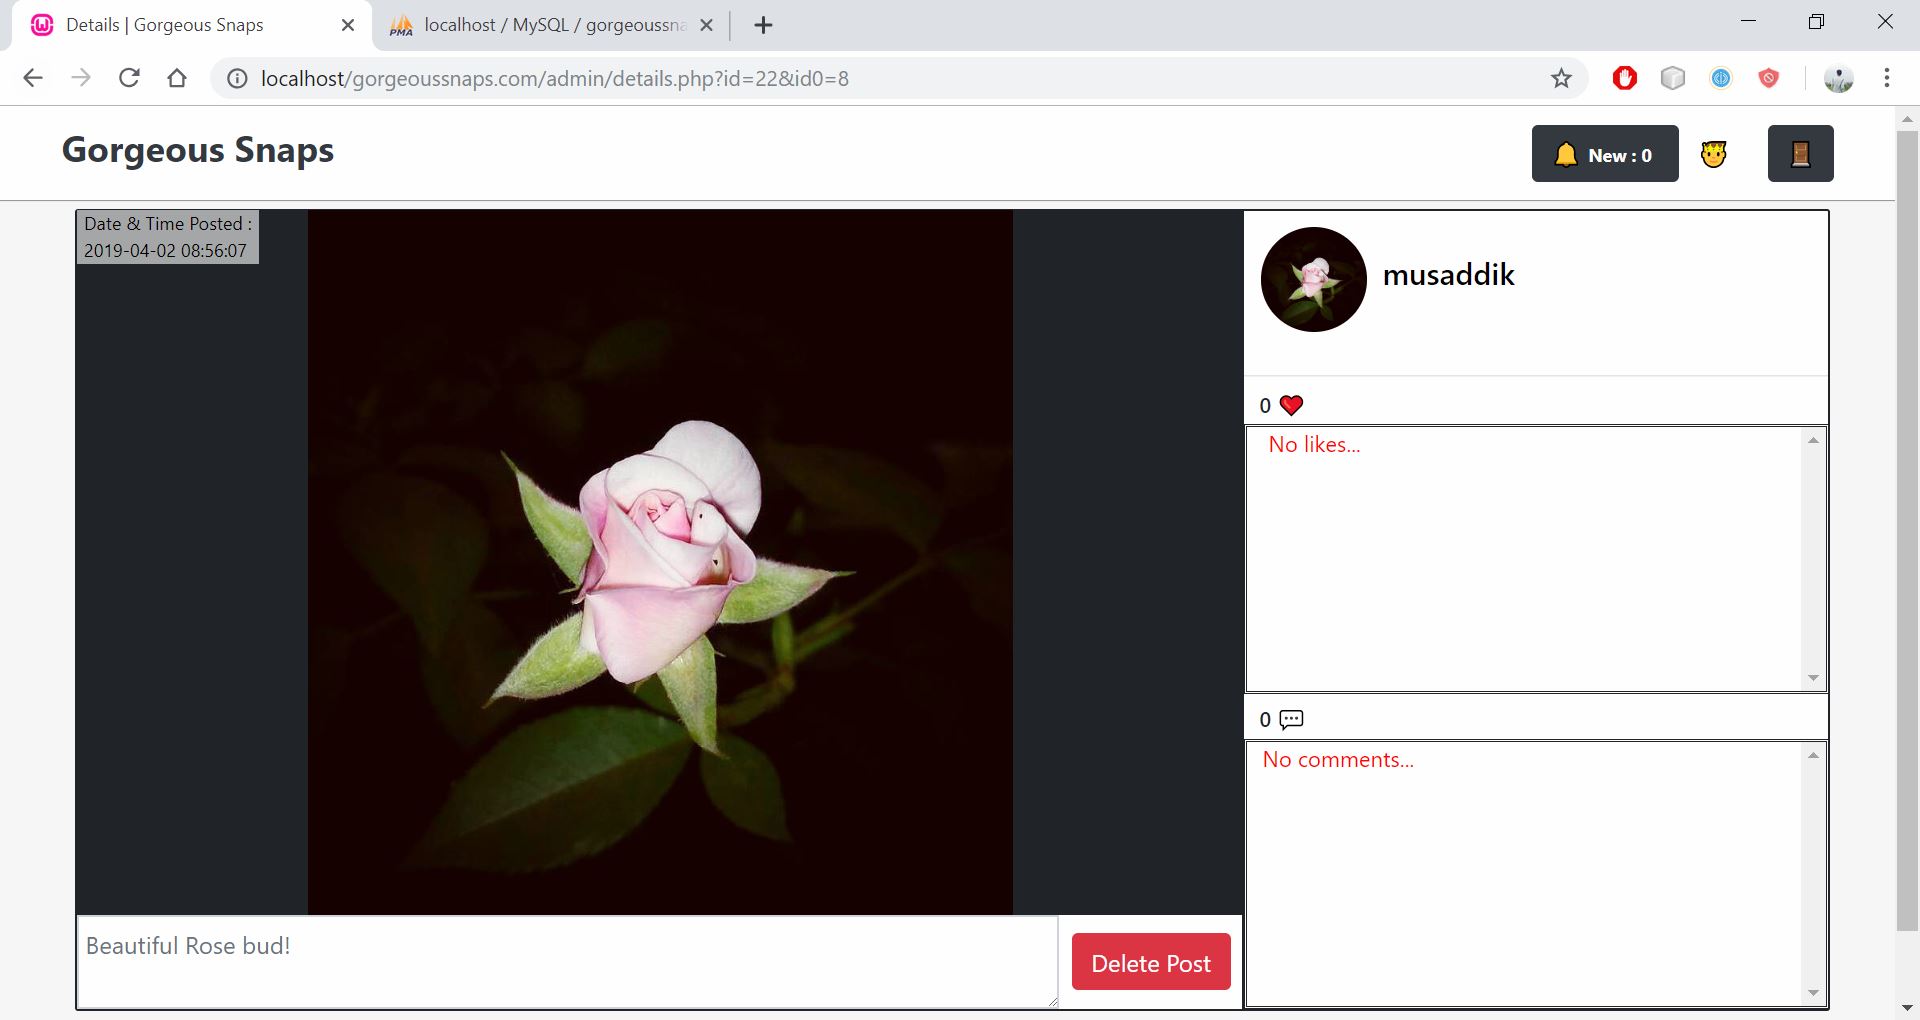 Details | Gorgeous Snaps
localhost / MySQL / gorgeoussna
localhost/gorgeoussnaps.com/admin/details.php?id=22&id0=8
Gorgeous Snaps
New : 0
Date & Time Posted :
2019-04-02 08:56:07
musaddik
0
No likes...
0
No comments...
Beautiful Rose bud!
Delete Post